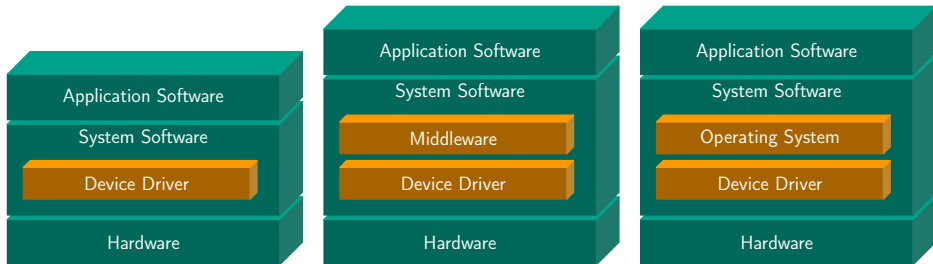 Application Software
System Software
Device Driver
Hardware
Application Software
System Software
Middleware
Device Driver
Hardware
Application Software
System Software
Operating System
Device Driver
Hardware